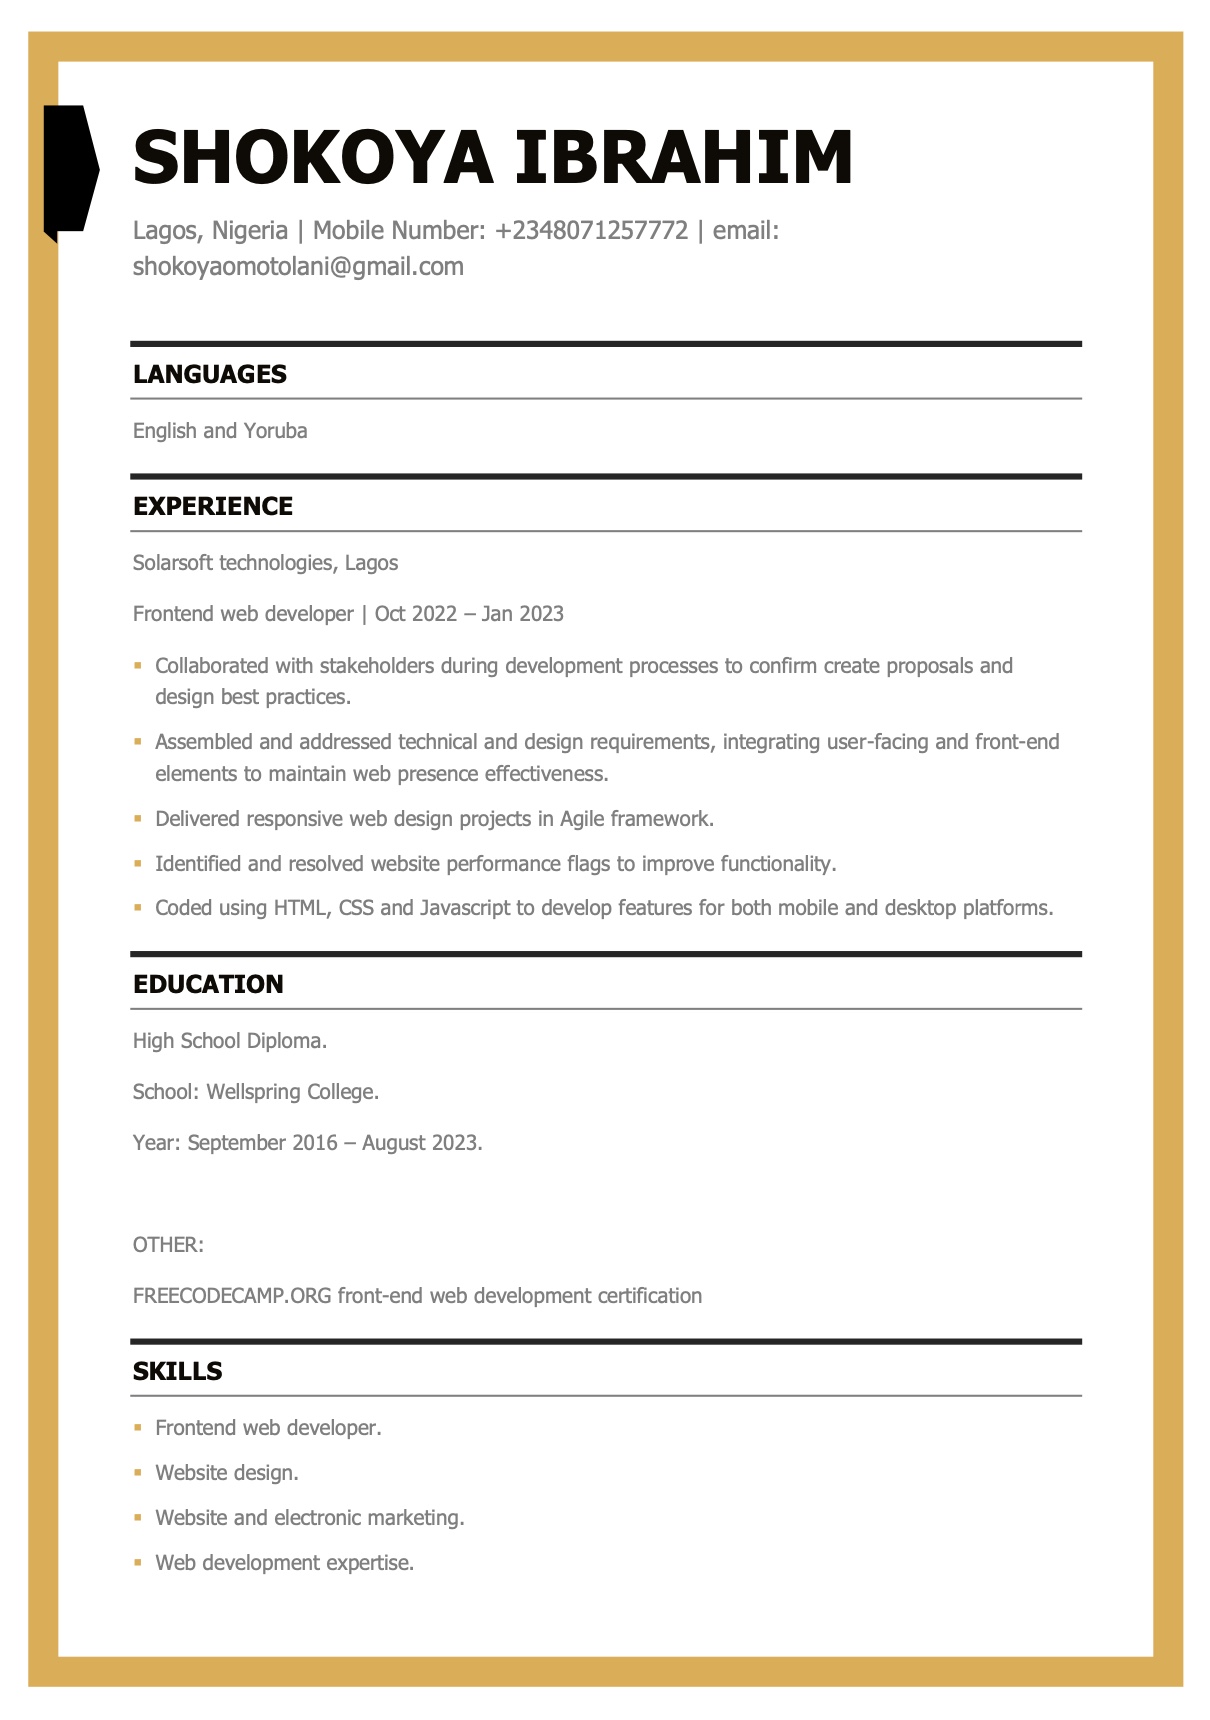 SHOKOYA IBRAHIM
Lagos, Nigeria | Mobile Number: +2348071257772 | email:
shokoyaomotolani@gmail.com
LANGUAGES
English and Yoruba
EXPERIENCE
Solarsoft technologies, Lagos
Frontend web developer | Oct 2022 – Jan 2023
▪ Collaborated with stakeholders during development processes to confirm create proposals and
design best practices.
▪ Assembled and addressed technical and design requirements, integrating user-facing and front-end
elements to maintain web presence effectiveness.
▪ Delivered responsive web design projects in Agile framework.
▪ Identified and resolved website performance flags to improve functionality.
▪ Coded using HTML, CSS and Javascript to develop features for both mobile and desktop platforms.
EDUCATION
High School Diploma.
School: Wellspring College.
Year: September 2016 – August 2023.
OTHER:
FREECODECAMP.ORG front-end web development certification
SKILLS
▪ Frontend web developer.
▪ Website design.
▪ Website and electronic marketing.
▪ Web development expertise.